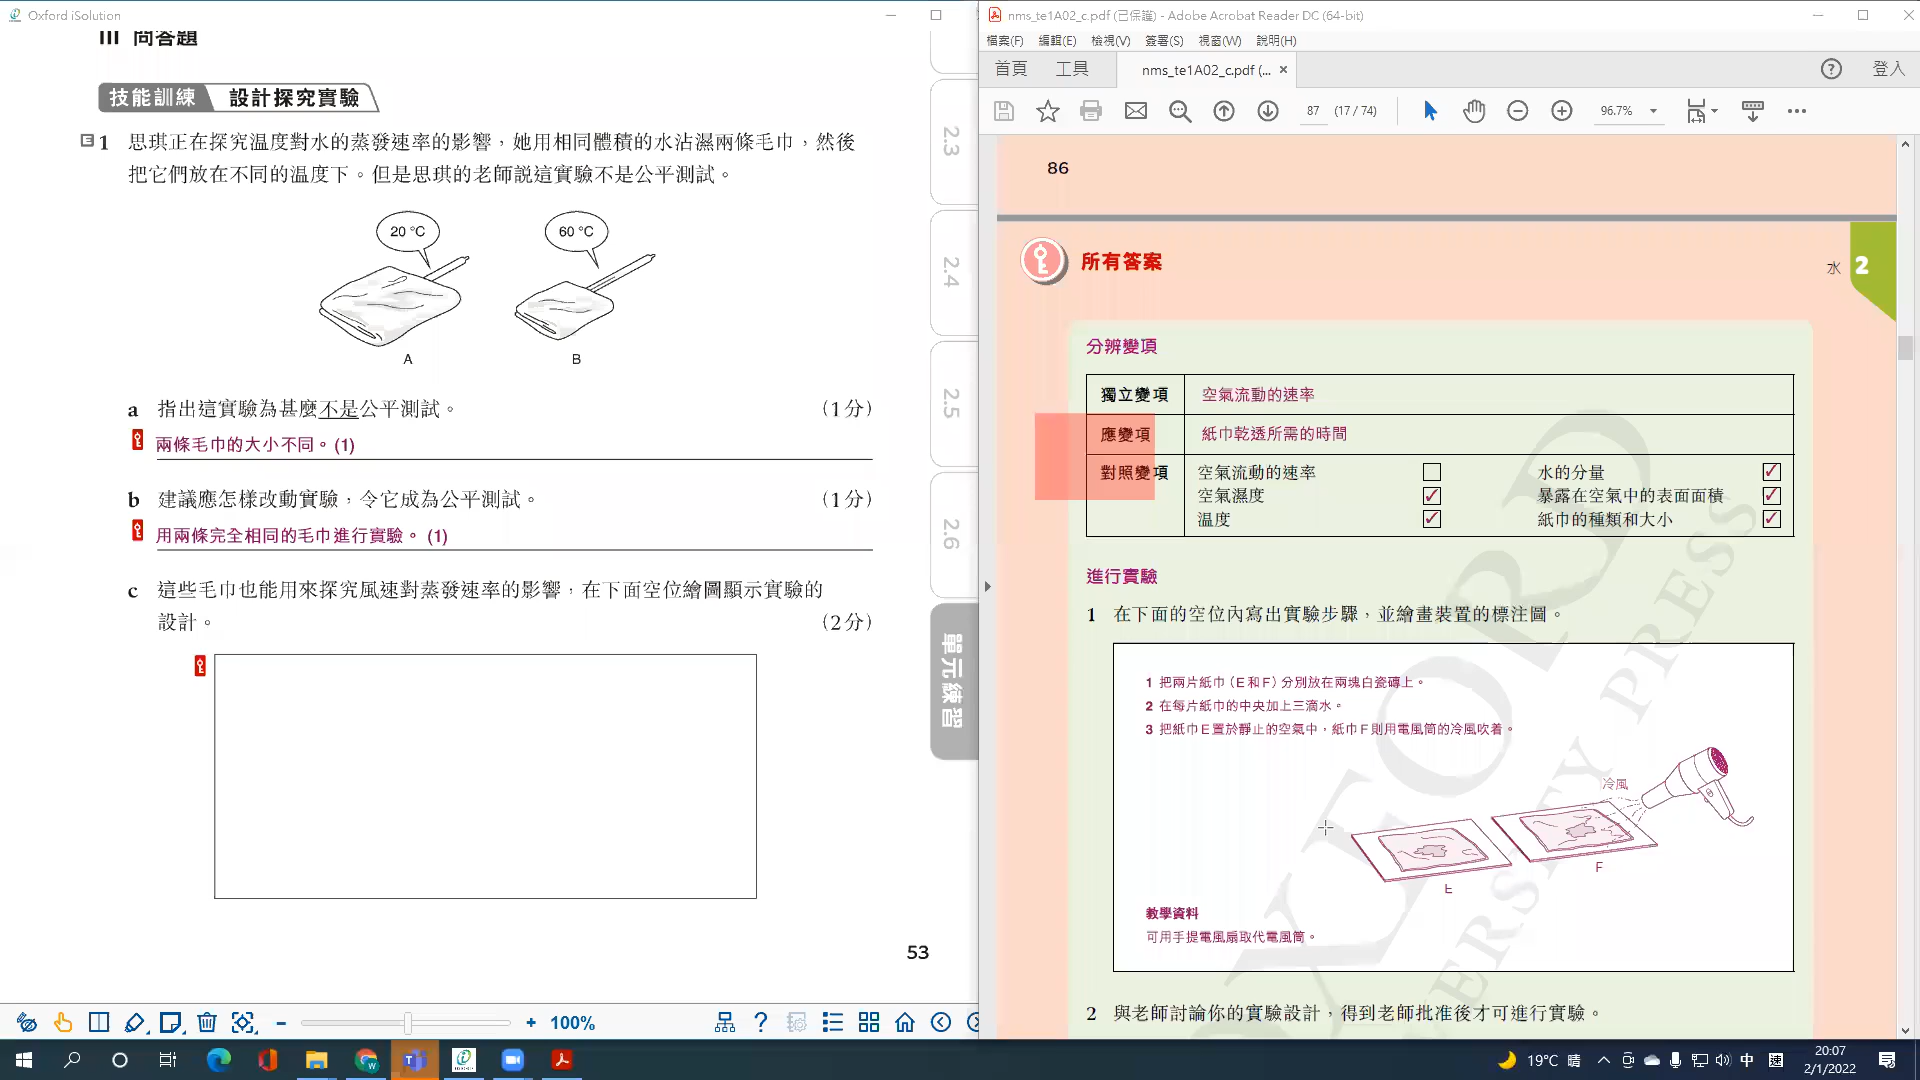 Oxford iSolution
III 問答題
技能訓練 設計探究實驗
E 1 思琪正在探究温度對水的蒸發速率的影響，她用相同體積的水沾濕兩條毛巾，然後
把它們放在不同的温度下。但是思琪的老師説這實驗不是公平測試。
20 °C
60 °C
A
B
a 指出這實驗為甚麼不是公平測試。 (1分)
兩條毛巾的大小不同。(1)
b 建議應怎樣改動實驗，令它成為公平測試。 (1分)
用兩條完全相同的毛巾進行實驗。(1)
c 這些毛巾也能用來探究風速對蒸發速率的影響，在下面空位繪圖顯示實驗的
設計。 (2分)
53
2.3
2.4
2.5
2.6
單元練習
100%
nms_te1A02_c.pdf (已保護) - Adobe Acrobat Reader DC (64-bit)
檔案(F) 編輯(E) 檢視(V) 簽署(S) 視窗(W) 說明(H)
首頁 工具 nms_te1A02_c.pdf (... × 登入
87 (17 / 74) 96.7%
86
所有答案
水 2
分辨變項
獨立變項 空氣流動的速率
應變項 紙巾乾透所需的時間
對照變項 空氣流動的速率 水的分量
空氣濕度 暴露在空氣中的表面面積
温度 紙巾的種類和大小
進行實驗
1 在下面的空位內寫出實驗步驟，並繪畫裝置的標注圖。
1 把兩片紙巾（E和F）分別放在兩塊白瓷磚上。
2 在每片紙巾的中央加上三滴水。
3 把紙巾E置於靜止的空氣中，紙巾F則用電風筒的冷風吹着。
冷風
E
F
教學資料
可用手提電風扇取代電風筒。
2 與老師討論你的實驗設計，得到老師批准後才可進行實驗。
OXFORD
UNIVERSITY PRESS
19°C 晴
中
速
20:07
2/1/2022